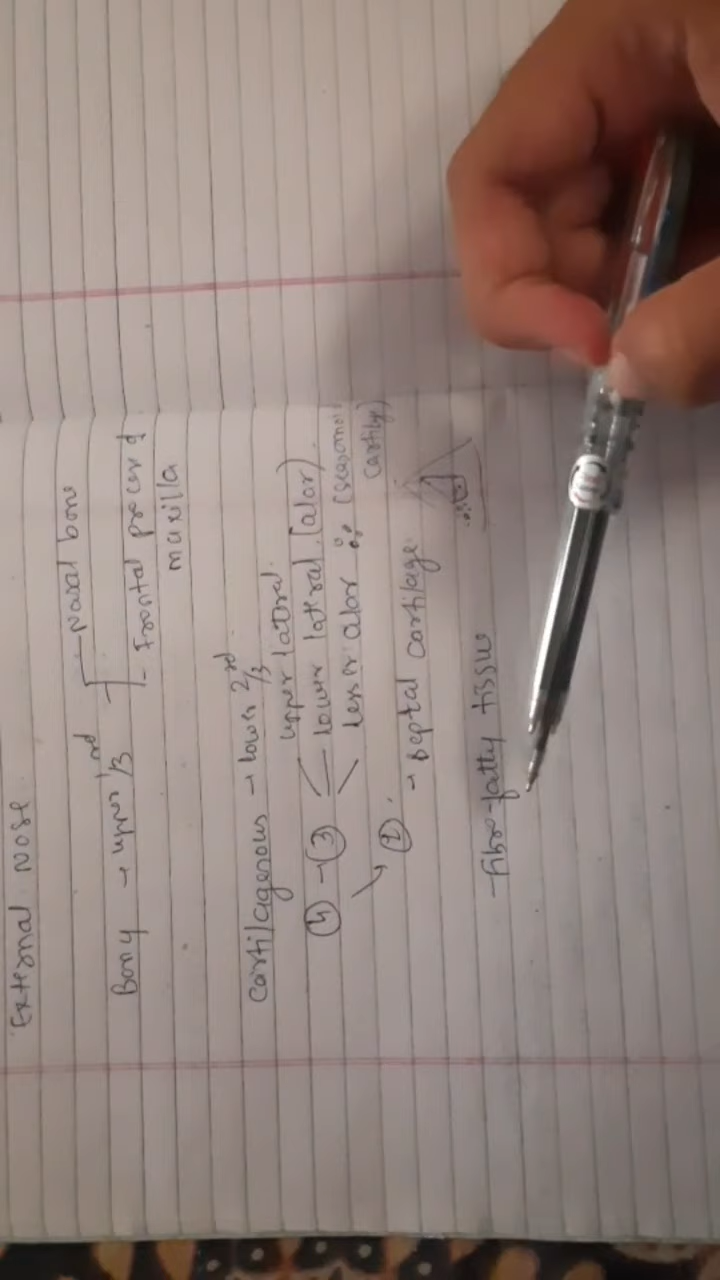 External Nose
Bony → upper 1/3rd
Nasal bone
- Frontal process of
maxilla
Cartilagenous → lower 2/3rd
upper lateral
④ → ③ lower lateral (alar)
lesser alar
cartilage)
① → septal cartilage
- fibro-fatty tissue